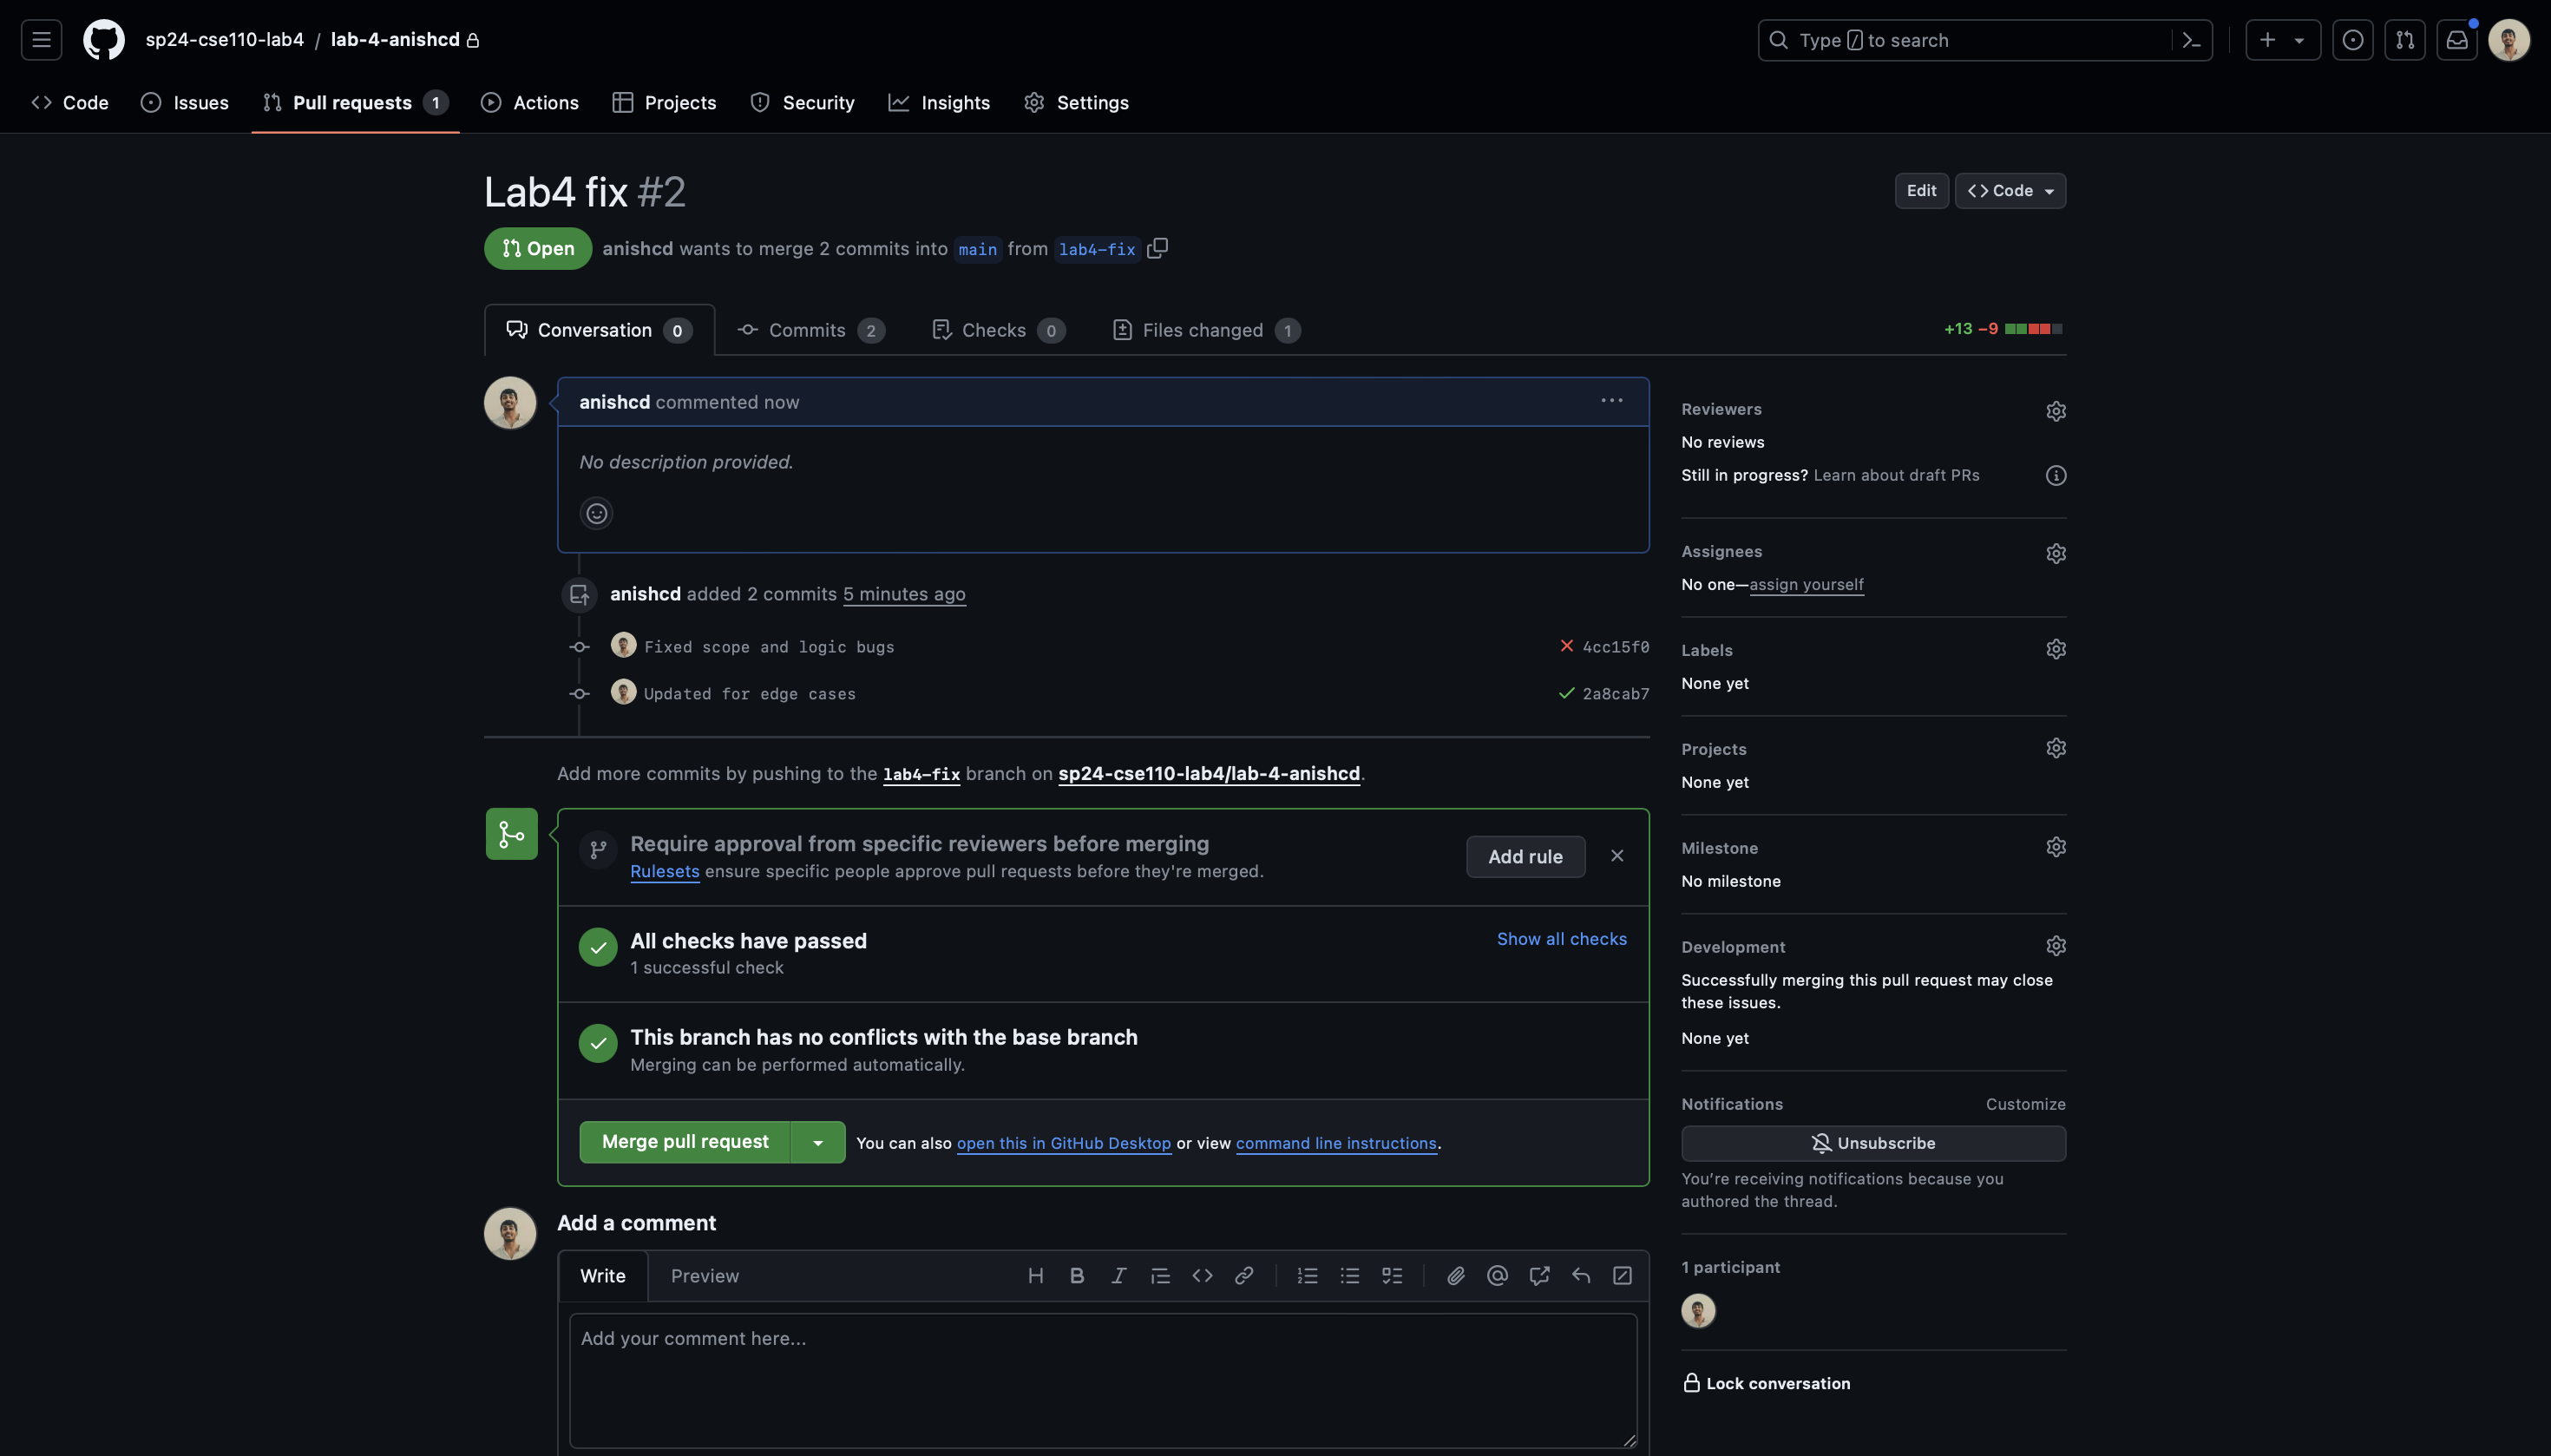 sp24-cse110-lab4 / lab-4-anishcd
Type / to search
Code
Issues
Pull requests 1
Actions
Projects
Security
Insights
Settings
Lab4 fix #2
Edit
Code
Open
anishcd wants to merge 2 commits into main from lab4-fix
Conversation 0
Commits 2
Checks 0
Files changed 1
+13 −9
anishcd commented now
No description provided.
anishcd added 2 commits 5 minutes ago
Fixed scope and logic bugs
4cc15f0
Updated for edge cases
2a8cab7
Add more commits by pushing to the lab4-fix branch on sp24-cse110-lab4/lab-4-anishcd.
Require approval from specific reviewers before merging
Rulesets ensure specific people approve pull requests before they're merged.
Add rule
All checks have passed
1 successful check
Show all checks
This branch has no conflicts with the base branch
Merging can be performed automatically.
Merge pull request
You can also open this in GitHub Desktop or view command line instructions.
Add a comment
Write
Preview
Add your comment here...
Reviewers
No reviews
Still in progress? Learn about draft PRs
Assignees
No one—assign yourself
Labels
None yet
Projects
None yet
Milestone
No milestone
Development
Successfully merging this pull request may close
these issues.
None yet
Notifications
Customize
Unsubscribe
You're receiving notifications because you
authored the thread.
1 participant
Lock conversation